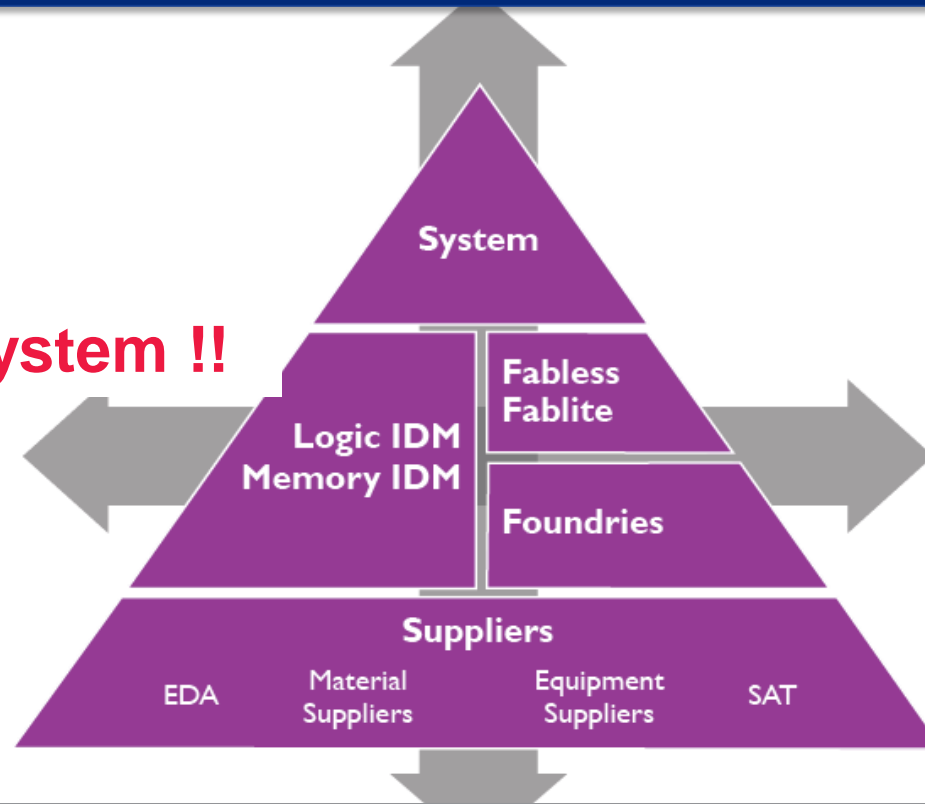 System
ystem !!
Fabless
Fablite
Logic IDM
Memory IDM
Foundries
Suppliers
EDA
Material
Suppliers
Equipment
Suppliers
SAT